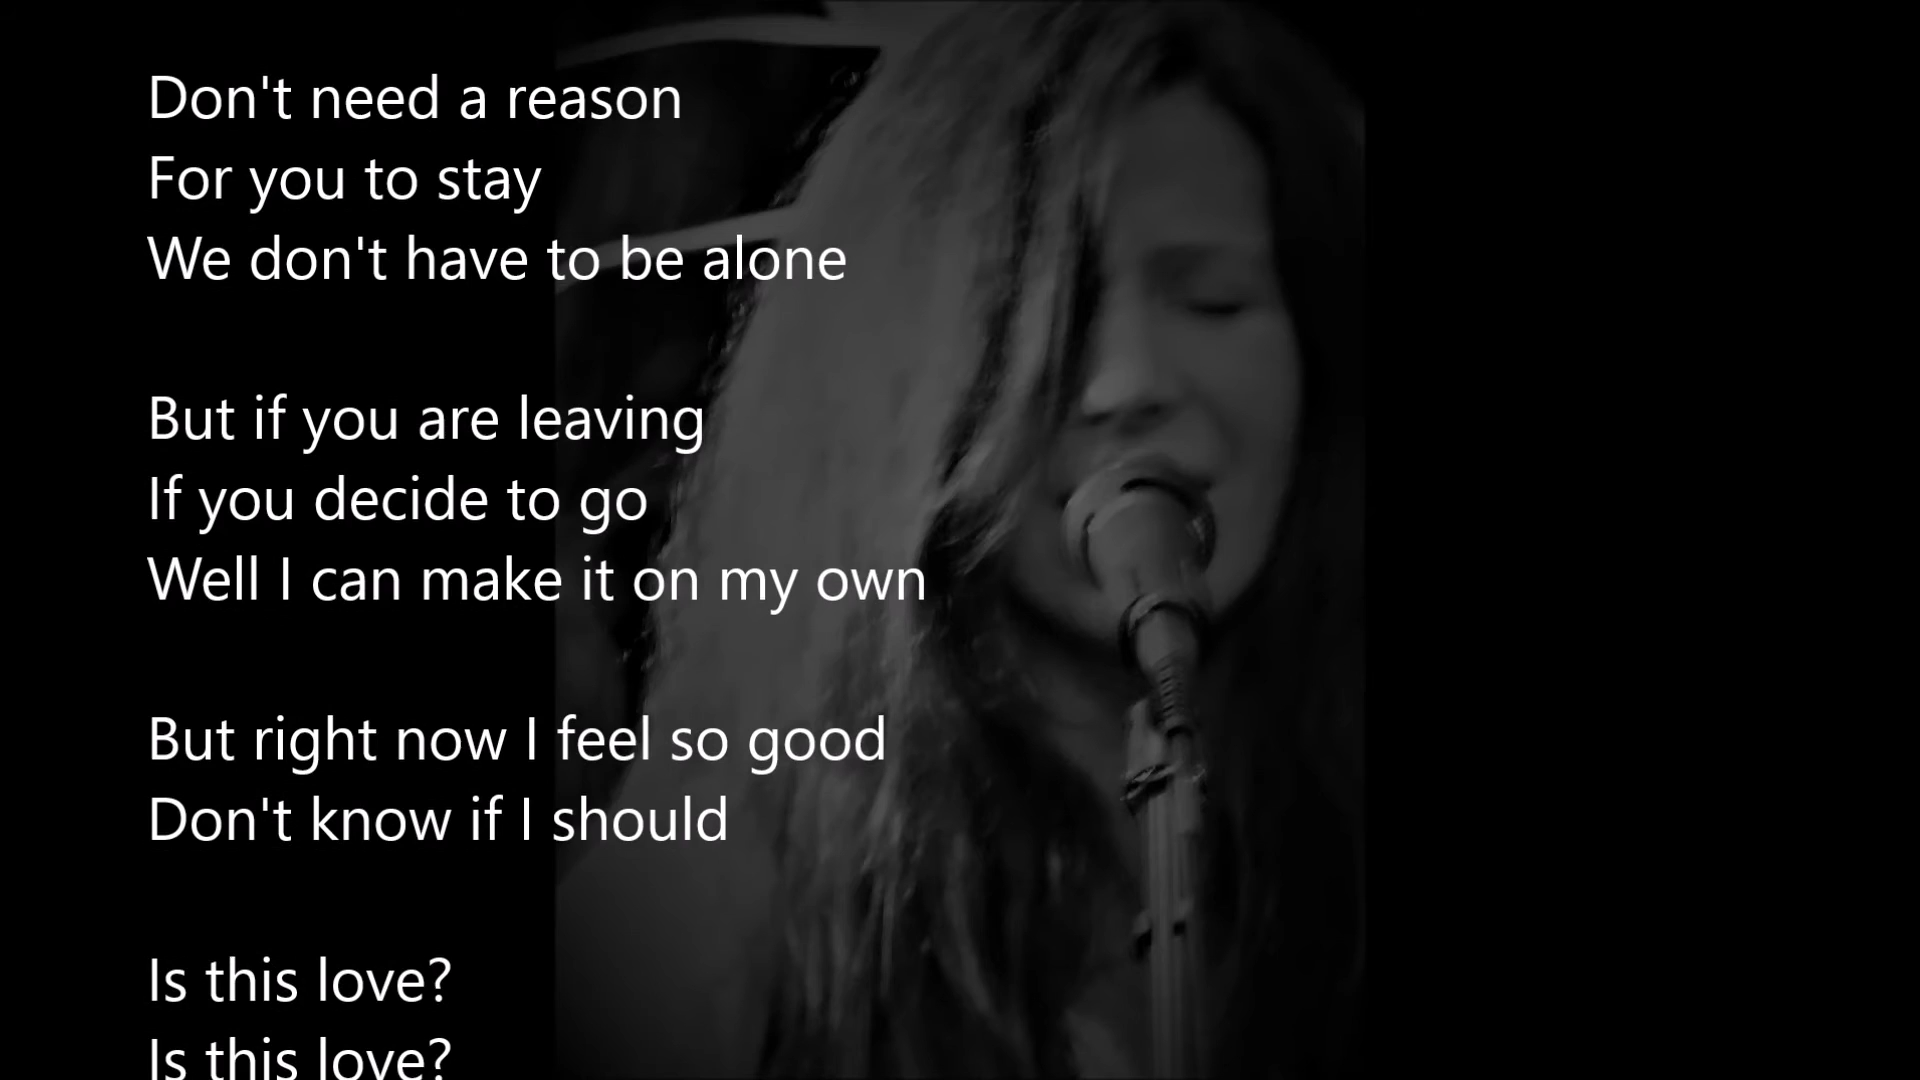 Don't need a reason
For you to stay
We don't have to be alone
But if you are leaving
If you decide to go
Well I can make it on my own
But right now I feel so good
Don't know if I should
Is this love?
Is this love?